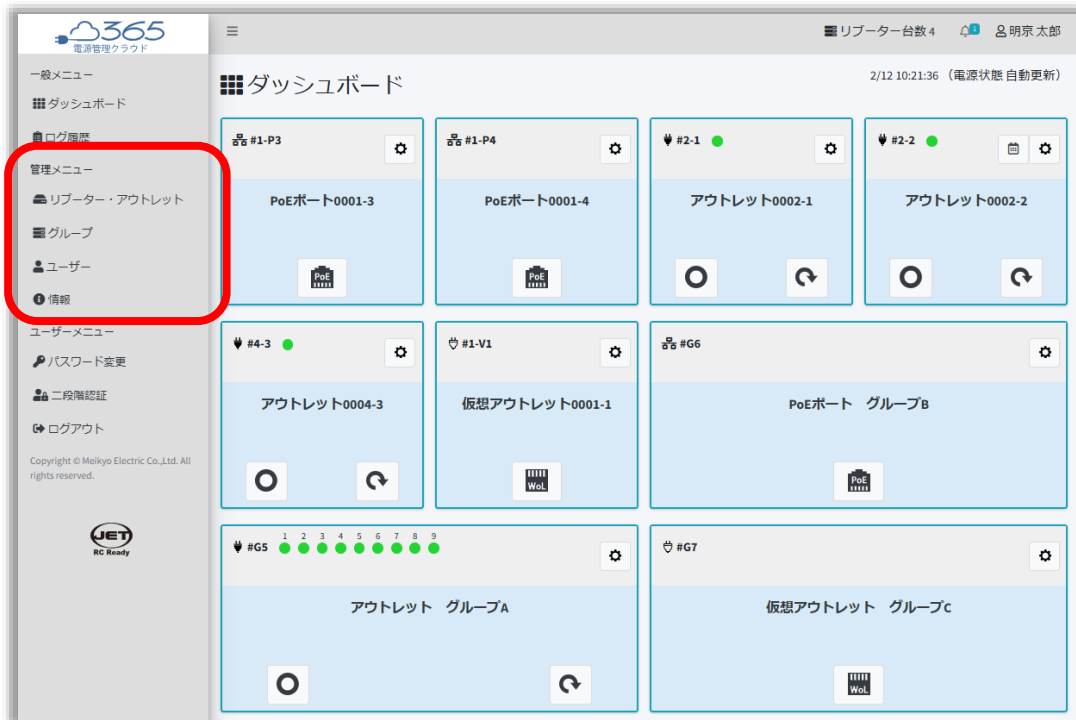 365
電源管理クラウド
リブーター台数 4
1
明京 太郎
一般メニュー
ダッシュボード
ログ履歴
管理メニュー
リブーター・アウトレット
グループ
ユーザー
情報
ユーザーメニュー
パスワード変更
二段階認証
ログアウト
Copyright © Meikyo Electric Co.,Ltd. All
rights reserved.
JET
RC Ready
ダッシュボード
2/12 10:21:36 （電源状態 自動更新）
#1-P3
PoEポート0001-3
PoE
#1-P4
PoEポート0001-4
PoE
#2-1
アウトレット0002-1
#2-2
アウトレット0002-2
#4-3
アウトレット0004-3
#1-V1
仮想アウトレット0001-1
WoL
#G6
PoEポート　グループB
PoE
#G5 1 2 3 4 5 6 7 8 9
アウトレット　グループA
#G7
仮想アウトレット　グループC
WoL